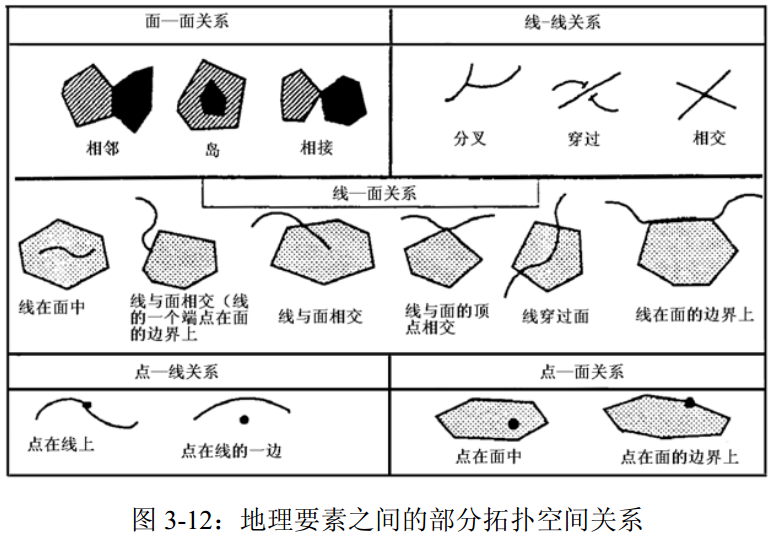 面—面关系
线-线关系
相邻
岛
相接
分叉
穿过
相交
线—面关系
线在面中
线与面相交（线
的一个端点在面
的边界上
线与面相交
线与面的顶
点相交
线穿过面
线在面的边界上
点—线关系
点—面关系
点在线上
点在线的一边
点在面中
点在面的边界上
图 3-12：地理要素之间的部分拓扑空间关系